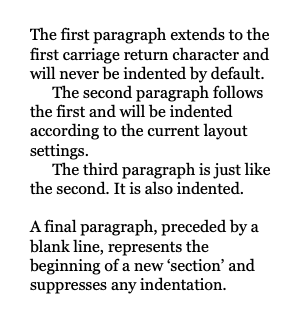 The first paragraph extends to the
first carriage return character and
will never be indented by default.
The second paragraph follows
the first and will be indented
according to the current layout
settings.
The third paragraph is just like
the second. It is also indented.

A final paragraph, preceded by a
blank line, represents the
beginning of a new ‘section’ and
suppresses any indentation.